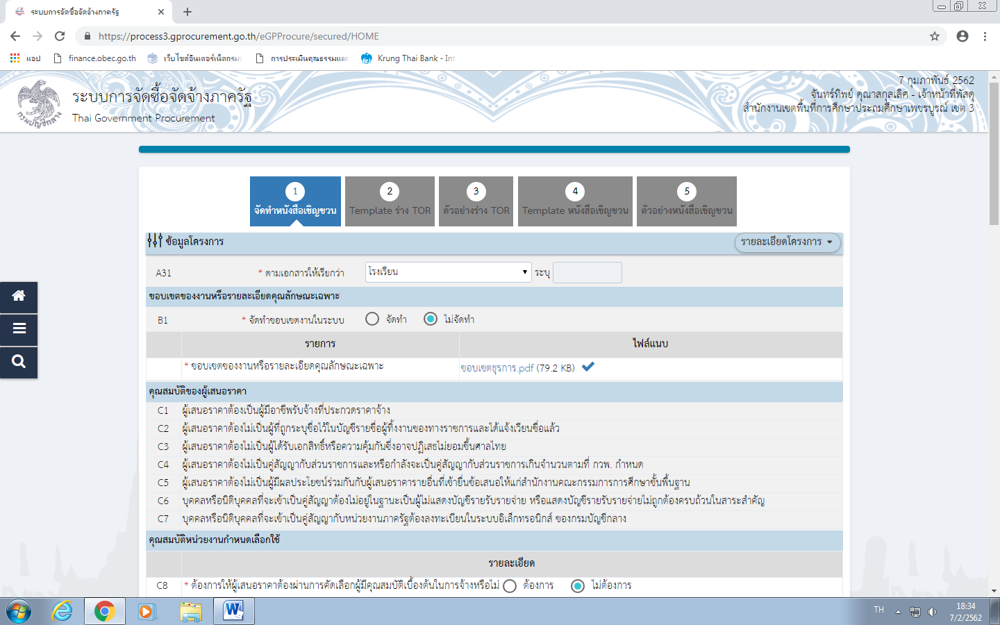 ระบบการจัดซื้อจัดจ้างภาครัฐ
https://process3.gprocurement.go.th/eGPProcure/secured/HOME
แอป finance.obec.go.th เว็บไซต์อินเตอร์เน็ตกรม การประเมินคุณธรรมและ Krung Thai Bank - Int
7 กุมภาพันธ์ 2562
ระบบการจัดซื้อจัดจ้างภาครัฐ
จันทร์ทิพย์ คุณาสกุลเลิศ - เจ้าหน้าที่พัสดุ
Thai Government Procurement
สำนักงานเขตพื้นที่การศึกษาประถมศึกษาเพชรบูรณ์ เขต 3
กรมบัญชีกลาง
1 2 3 4 5
จัดทำหนังสือเชิญชวน Template ร่าง TOR ตัวอย่างร่าง TOR Template หนังสือเชิญชวน ตัวอย่างหนังสือเชิญชวน
ข้อมูลโครงการ รายละเอียดโครงการ
A31 * ตามเอกสารให้เรียกว่า โรงเรียน ระบุ
ขอบเขตของงานหรือรายละเอียดคุณลักษณะเฉพาะ
B1 * จัดทำขอบเขตงานในระบบ จัดทำ ไม่จัดทำ
รายการ ไฟล์แนบ
* ขอบเขตของงานหรือรายละเอียดคุณลักษณะเฉพาะ ขอบเขตธุรการ.pdf (79.2 KB)
คุณสมบัติของผู้เสนอราคา
C1 ผู้เสนอราคาต้องเป็นผู้มีอาชีพรับจ้างที่ประกวดราคาจ้าง
C2 ผู้เสนอราคาต้องไม่เป็นผู้ที่ถูกระบุชื่อไว้ในบัญชีรายชื่อผู้ทิ้งงานของทางราชการและได้แจ้งเวียนชื่อแล้ว
C3 ผู้เสนอราคาต้องไม่เป็นผู้ได้รับเอกสิทธิ์หรือความคุ้มกันซึ่งอาจปฏิเสธไม่ยอมขึ้นศาลไทย
C4 ผู้เสนอราคาต้องไม่เป็นคู่สัญญากับส่วนราชการและหรือกำลังจะเป็นคู่สัญญากับส่วนราชการเกินจำนวนตามที่ กวพ. กำหนด
C5 ผู้เสนอราคาต้องไม่เป็นผู้มีผลประโยชน์ร่วมกันกับผู้เสนอราคารายอื่นที่เข้ายื่นข้อเสนอให้แก่สำนักงานคณะกรรมการการศึกษาขั้นพื้นฐาน
C6 บุคคลหรือนิติบุคคลที่จะเข้าเป็นคู่สัญญาต้องไม่อยู่ในฐานะเป็นผู้ไม่แสดงบัญชีรายรับรายจ่าย หรือแสดงบัญชีรายรับรายจ่ายไม่ถูกต้องครบถ้วนในสาระสำคัญ
C7 บุคคลหรือนิติบุคคลที่จะเข้าเป็นคู่สัญญากับหน่วยงานภาครัฐต้องลงทะเบียนในระบบอิเล็กทรอนิกส์ ของกรมบัญชีกลาง
คุณสมบัติหน่วยงานกำหนดเลือกใช้
รายละเอียด
C8 * ต้องการให้ผู้เสนอราคาต้องผ่านการคัดเลือกผู้มีคุณสมบัติเบื้องต้นในการจ้างหรือไม่ ต้องการ ไม่ต้องการ
TH 18:34
7/2/2562